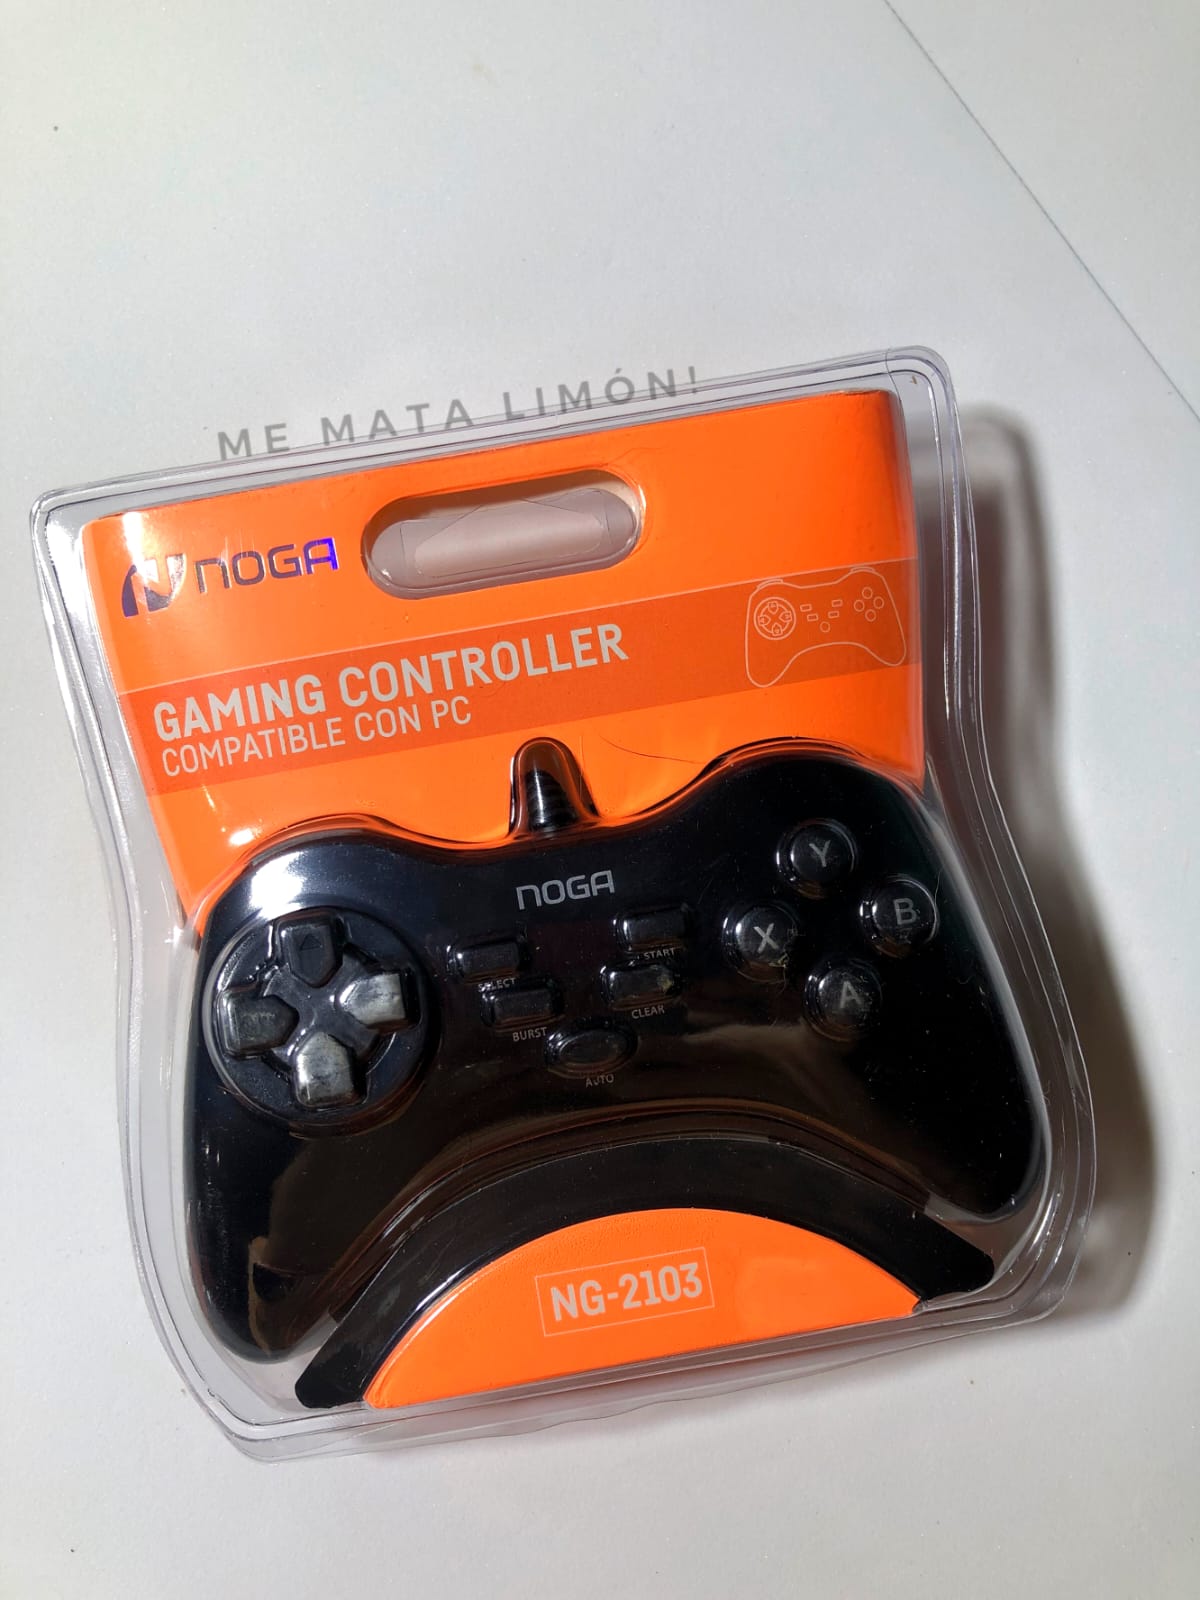 ME MATA LIMÓN!
NOGA
GAMING CONTROLLER
COMPATIBLE CON PC
NOGA
Y
X
B
A
START
SELECT
CLEAR
BURST
AUTO
NG-2103